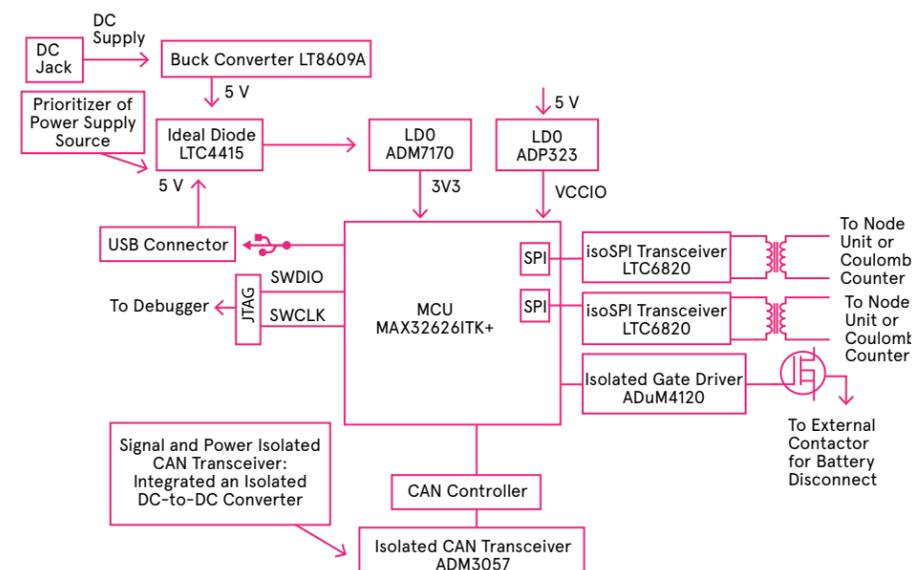 DC
Supply
DC
Jack
Buck Converter LT8609A
5 V
Prioritizer of
Power Supply
Source
Ideal Diode
LTC4415
LDO
ADM7170
5 V
LDO
ADP323
5 V
3V3
VCCIO
USB Connector
SWDIO
To Debugger
JTAG
SWCLK
MCU
MAX32626ITK+
SPI
isoSPI Transceiver
LTC6820
To Node
Unit or
Coulomb
Counter
SPI
isoSPI Transceiver
LTC6820
To Node
Unit or
Coulomb
Counter
Isolated Gate Driver
ADuM4120
To External
Contactor
for Battery
Disconnect
Signal and Power Isolated
CAN Transceiver:
Integrated an Isolated
DC-to-DC Converter
CAN Controller
Isolated CAN Transceiver
ADM3057